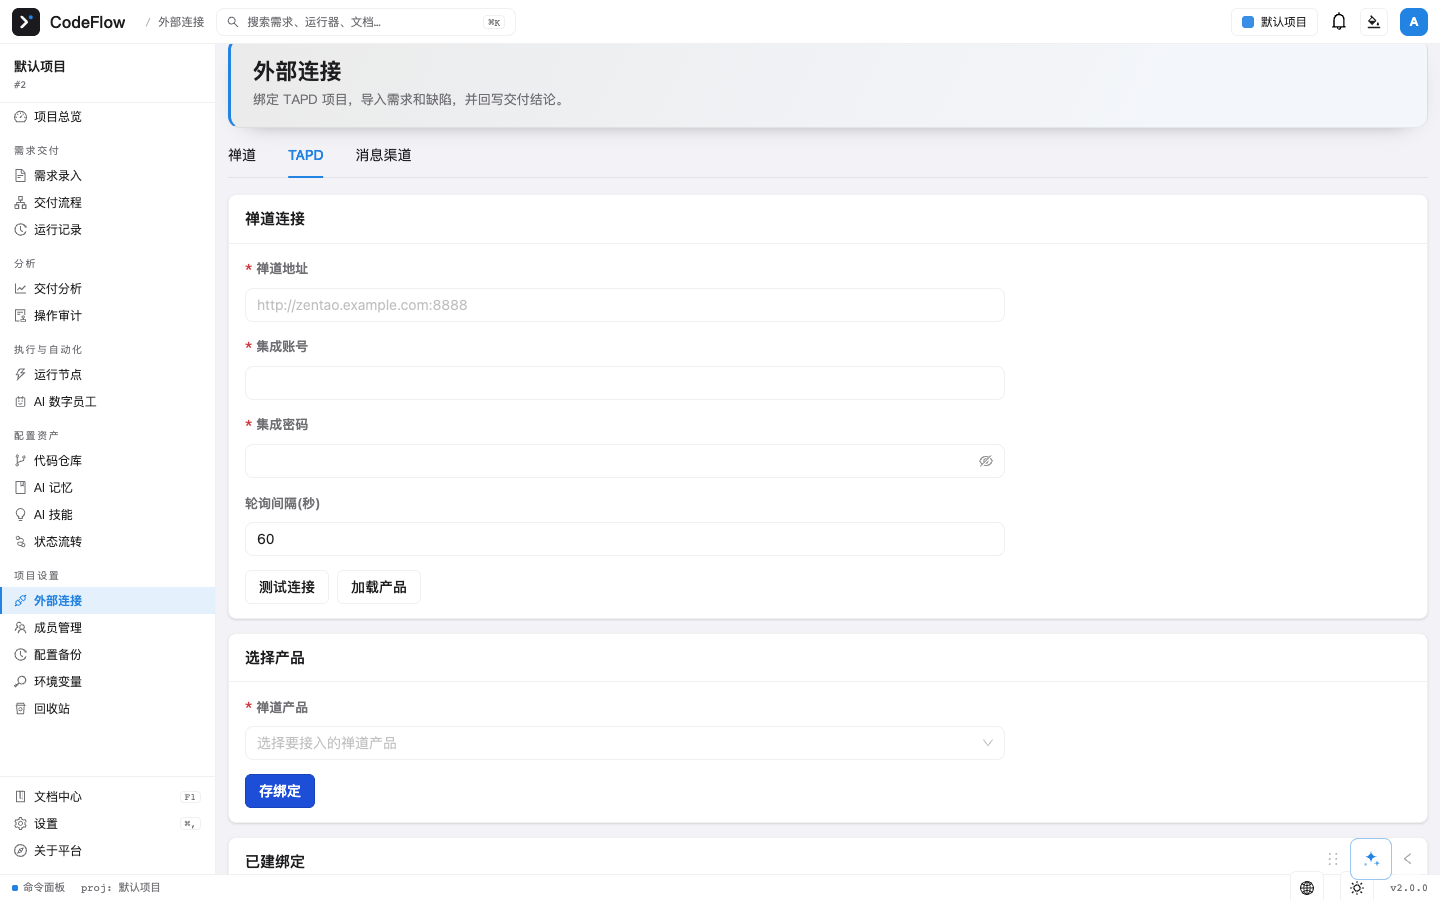 CodeFlow / 外部连接 搜索需求、运行器、文档... ⌘K 默认项目 A
默认项目
#2
项目总览
需求交付
需求录入
交付流程
运行记录
分析
交付分析
操作审计
执行与自动化
运行节点
AI 数字员工
配置资产
代码仓库
AI 记忆
AI 技能
状态流转
项目设置
外部连接
成员管理
配置备份
环境变量
回收站
文档中心 F1
设置 ⌘,
关于平台
外部连接
绑定 TAPD 项目，导入需求和缺陷，并回写交付结论。
禅道 TAPD 消息渠道
禅道连接
* 禅道地址
http://zentao.example.com:8888
* 集成账号
* 集成密码
轮询间隔(秒)
60
测试连接 加载产品
选择产品
* 禅道产品
选择要接入的禅道产品
存绑定
已建绑定
命令面板 proj: 默认项目 v2.0.0